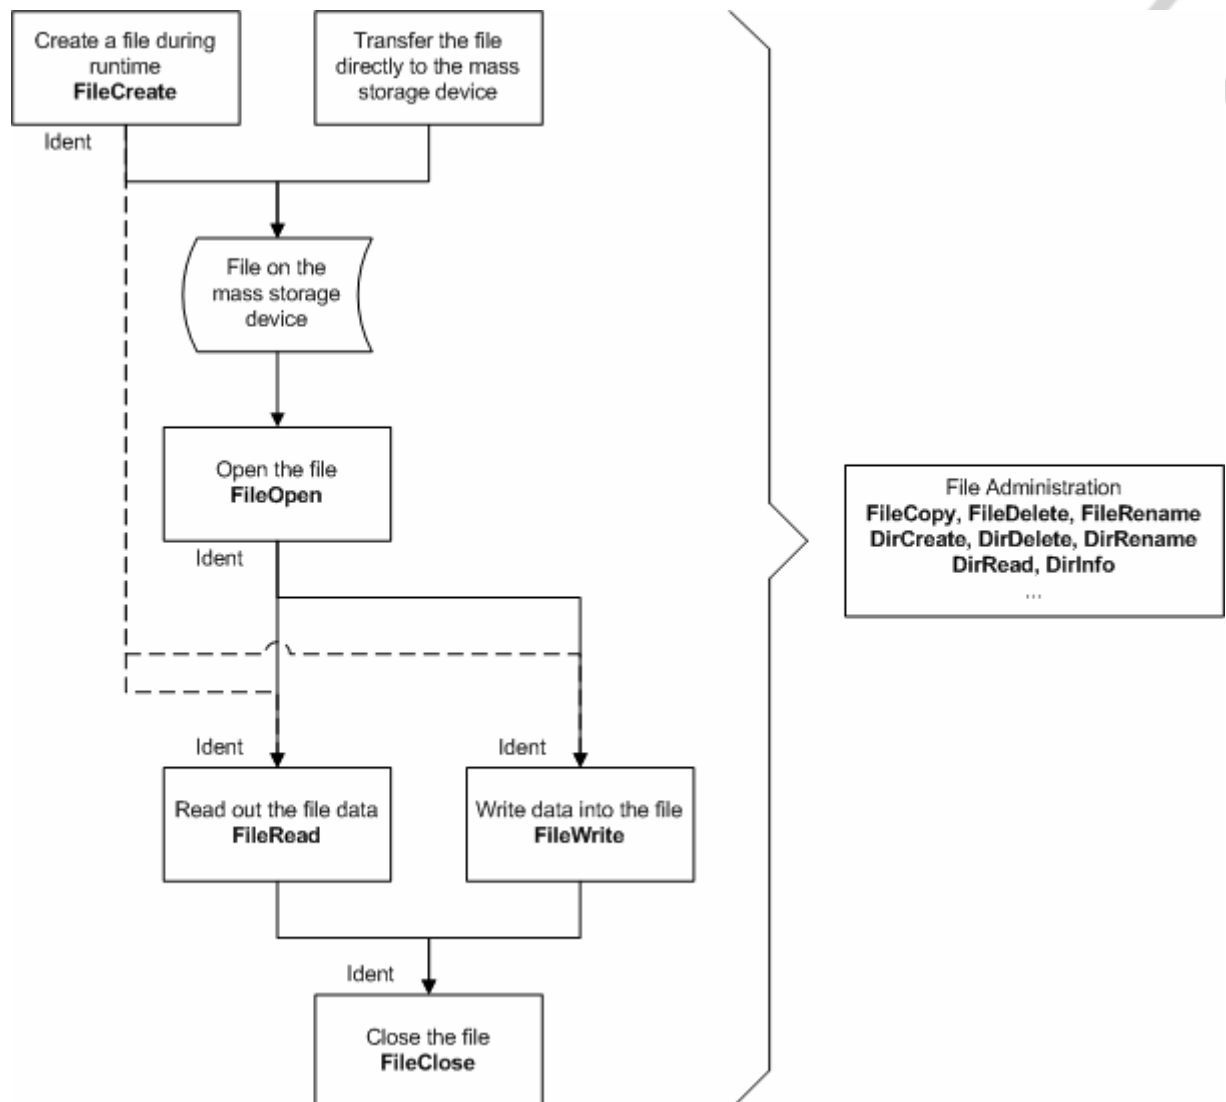 Create a file during
runtime
FileCreate
Transfer the file
directly to the mass
storage device
Ident
File on the
mass storage
device
Open the file
FileOpen
Ident
File Administration
FileCopy, FileDelete, FileRename
DirCreate, DirDelete, DirRename
DirRead, DirInfo
...
Ident
Ident
Read out the file data
FileRead
Write data into the file
FileWrite
Ident
Close the file
FileClose